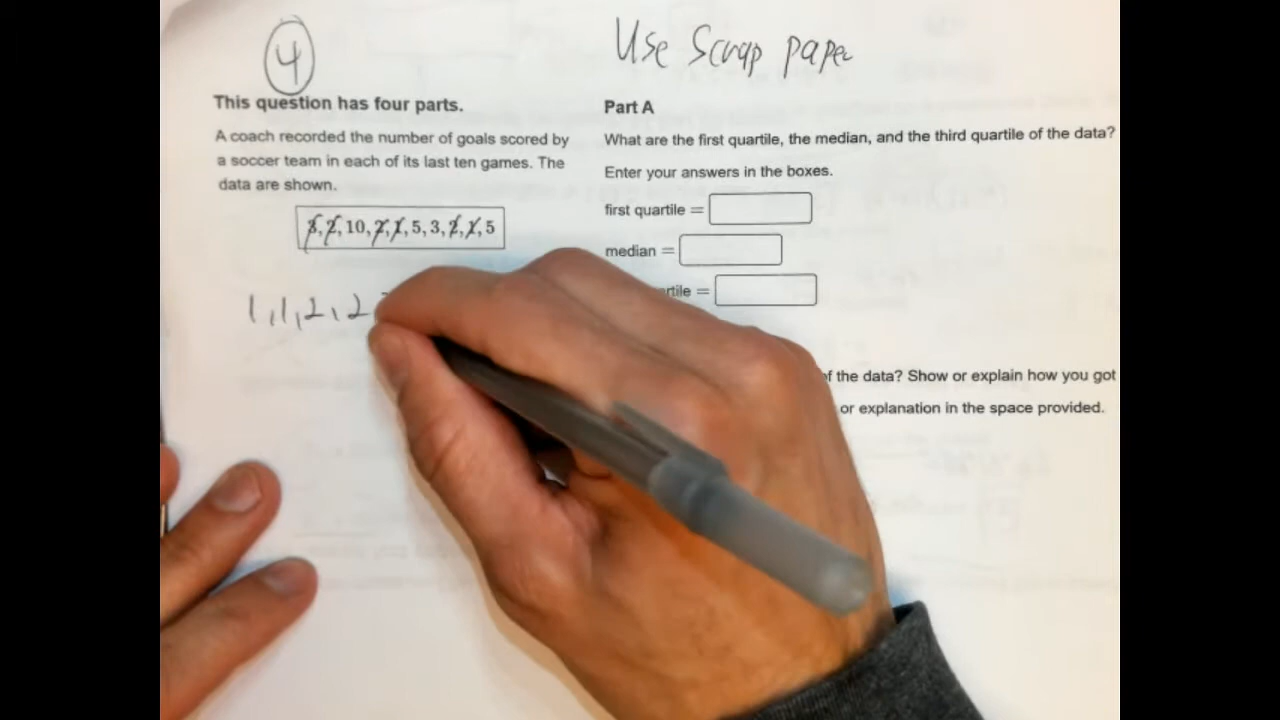 4
Use Scrap paper
This question has four parts.
A coach recorded the number of goals scored by
a soccer team in each of its last ten games. The
data are shown.
3, 2, 10, 2, 1, 5, 3, 2, 1, 5
1, 1, 2, 2
Part A
What are the first quartile, the median, and the third quartile of the data?
Enter your answers in the boxes.
first quartile =
median =
rtile =
of the data? Show or explain how you got
or explanation in the space provided.